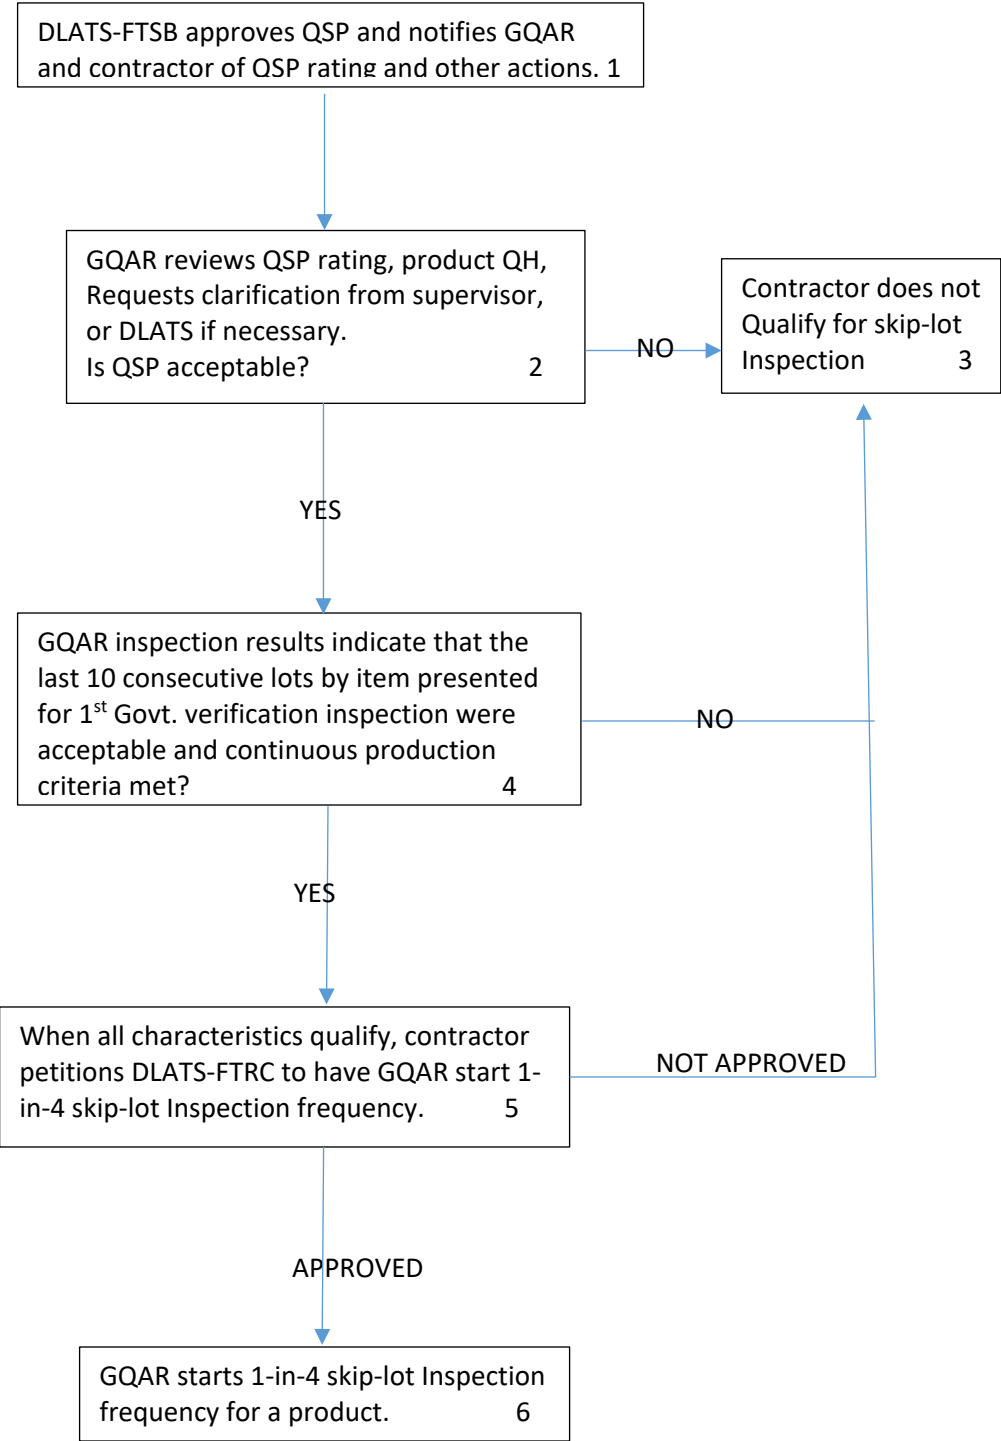 DLATS-FTSB approves QSP and notifies GQAR
and contractor of QSP rating and other actions. 1
GQAR reviews QSP rating, product QH,
Requests clarification from supervisor,
or DLATS if necessary.
Is QSP acceptable? 2
NO
Contractor does not
Qualify for skip-lot
Inspection 3
YES
GQAR inspection results indicate that the
last 10 consecutive lots by item presented
for 1st Govt. verification inspection were
acceptable and continuous production
criteria met? 4
NO
YES
When all characteristics qualify, contractor
petitions DLATS-FTRC to have GQAR start 1-
in-4 skip-lot Inspection frequency. 5
NOT APPROVED
APPROVED
GQAR starts 1-in-4 skip-lot Inspection
frequency for a product. 6